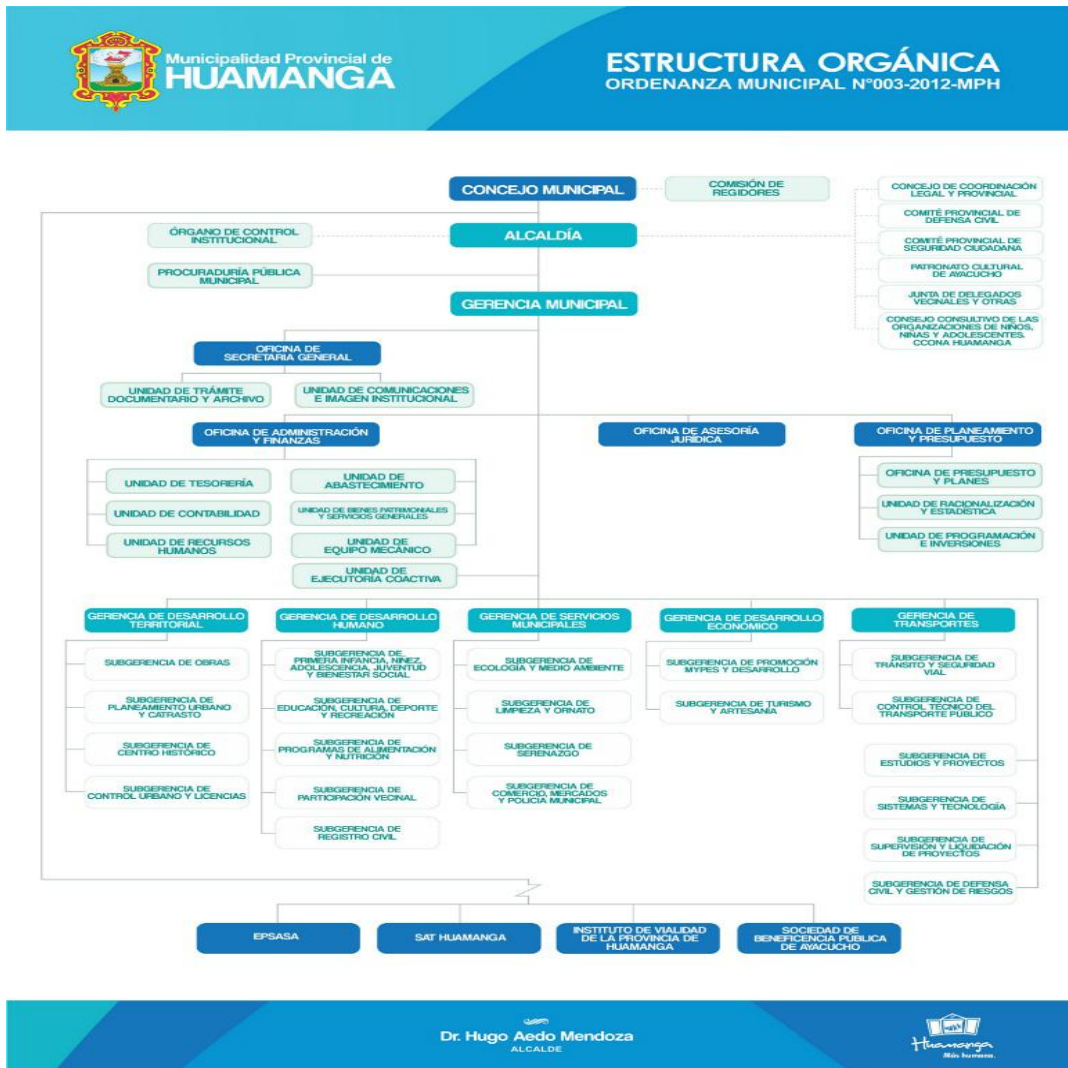 Municipalidad Provincial de
HUAMANGA
ESTRUCTURA ORGÁNICA
ORDENANZA MUNICIPAL N°003-2012-MPH
CONCEJO MUNICIPAL
COMISIÓN DE
REGIDORES
CONCEJO DE COORDINACIÓN
LEGAL Y PROVINCIAL
COMITÉ PROVINCIAL DE
DEFENSA CIVIL
ÓRGANO DE CONTROL
INSTITUCIONAL
ALCALDÍA
COMITÉ PROVINCIAL DE
SEGURIDAD CIUDADANA
PROCURADURÍA PÚBLICA
MUNICIPAL
PATRONATO CULTURAL
DE AYACUCHO
GERENCIA MUNICIPAL
JUNTA DE DELEGADOS
VECINALES Y OTRAS
CONSEJO CONSULTIVO DE LAS
ORGANIZACIONES DE NIÑOS,
NIÑAS Y ADOLESCENTES.
CCONA HUAMANGA
OFICINA DE
SECRETARIA GENERAL
UNIDAD DE TRÁMITE
DOCUMENTARIO Y ARCHIVO
UNIDAD DE COMUNICACIONES
E IMAGEN INSTITUCIONAL
OFICINA DE ADMINISTRACIÓN
Y FINANZAS
OFICINA DE ASESORÍA
JURÍDICA
OFICINA DE PLANEAMIENTO
Y PRESUPUESTO
UNIDAD DE TESORERÍA
UNIDAD DE
ABASTECIMIENTO
OFICINA DE PRESUPUESTO
Y PLANES
UNIDAD DE CONTABILIDAD
UNIDAD DE BIENES PATRIMONIALES
Y SERVICIOS GENERALES
UNIDAD DE RACIONALIZACIÓN
Y ESTADÍSTICA
UNIDAD DE RECURSOS
HUMANOS
UNIDAD DE
EQUIPO MECÁNICO
UNIDAD DE PROGRAMACIÓN
E INVERSIONES
UNIDAD DE
EJECUTORÍA COACTIVA
GERENCIA DE DESARROLLO
TERRITORIAL
GERENCIA DE DESARROLLO
HUMANO
GERENCIA DE SERVICIOS
MUNICIPALES
GERENCIA DE DESARROLLO
ECONÓMICO
GERENCIA DE
TRANSPORTES
SUBGERENCIA DE OBRAS
SUBGERENCIA DE
PRIMERA INFANCIA, NIÑEZ,
ADOLESCENCIA, JUVENTUD
Y BIENESTAR SOCIAL
SUBGERENCIA DE
ECOLOGÍA Y MEDIO AMBIENTE
SUBGERENCIA DE PROMOCIÓN
MYPES Y DESARROLLO
SUBGERENCIA DE
TRÁNSITO Y SEGURIDAD
VIAL
SUBGERENCIA DE
PLANEAMIENTO URBANO
Y CATRASTO
SUBGERENCIA DE
EDUCACIÓN, CULTURA, DEPORTE
Y RECREACIÓN
SUBGERENCIA DE
LIMPIEZA Y ORNATO
SUBGERENCIA DE TURISMO
Y ARTESANÍA
SUBGERENCIA DE
CONTROL TÉCNICO DEL
TRANSPORTE PÚBLICO
SUBGERENCIA DE
CENTRO HISTÓRICO
SUBGERENCIA DE
PROGRAMAS DE ALIMENTACIÓN
Y NUTRICIÓN
SUBGERENCIA DE
SERENAZGO
SUBGERENCIA DE
ESTUDIOS Y PROYECTOS
SUBGERENCIA DE
CONTROL URBANO Y LICENCIAS
SUBGERENCIA DE
PARTICIPACIÓN VECINAL
SUBGERENCIA DE
COMERCIO, MERCADOS
Y POLICÍA MUNICIPAL
SUBGERENCIA DE
SISTEMAS Y TECNOLOGÍA
SUBGERENCIA DE
REGISTRO CIVIL
SUBGERENCIA DE
SUPERVISIÓN Y LIQUIDACIÓN
DE PROYECTOS
SUBGERENCIA DE DEFENSA
CIVIL Y GESTIÓN DE RIESGOS
EPSASA
SAT HUAMANGA
INSTITUTO DE VIALIDAD
DE LA PROVINCIA DE
HUAMANGA
SOCIEDAD DE
BENEFICENCIA PÚBLICA
DE AYACUCHO
Dr. Hugo Aedo Mendoza
ALCALDE
Huamanga
Más humana.